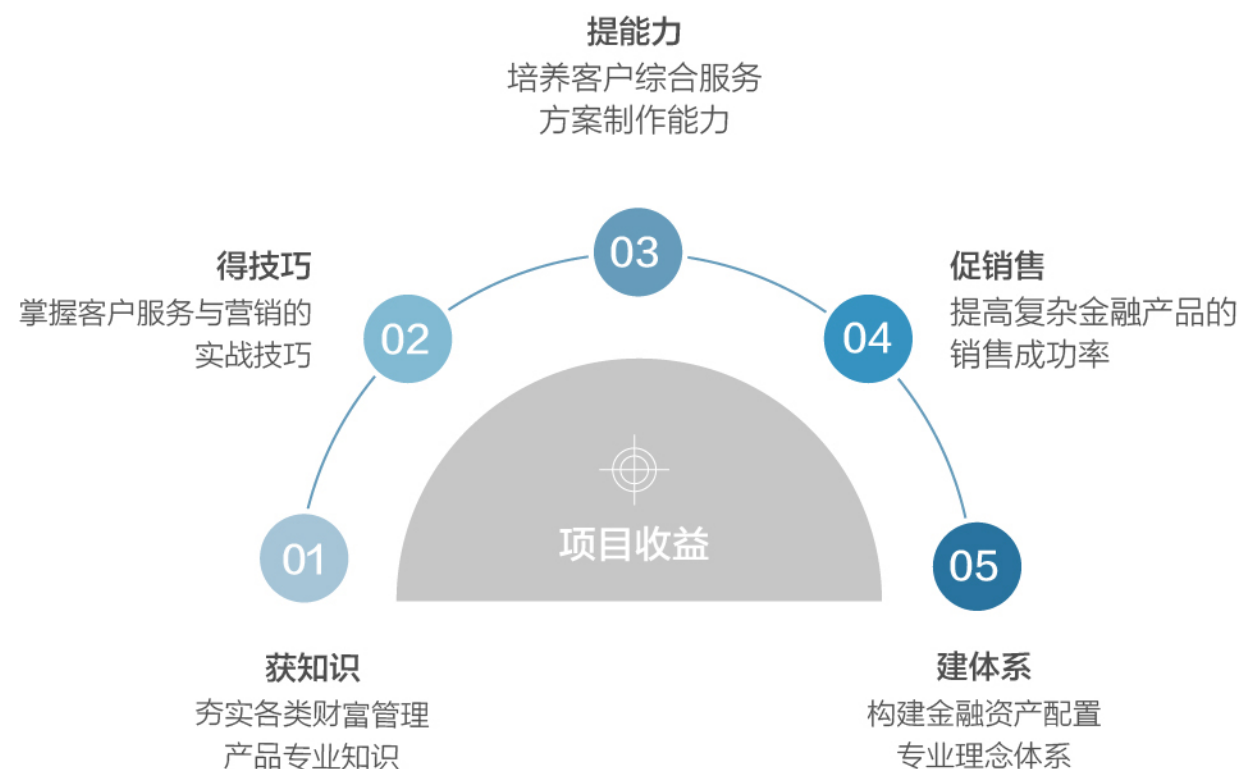 提能力
培养客户综合服务
方案制作能力
03
得技巧
掌握客户服务与营销的
实战技巧
02
促销售
提高复杂金融产品的
销售成功率
04
项目收益
01
获知识
夯实各类财富管理
产品专业知识
05
建体系
构建金融资产配置
专业理念体系